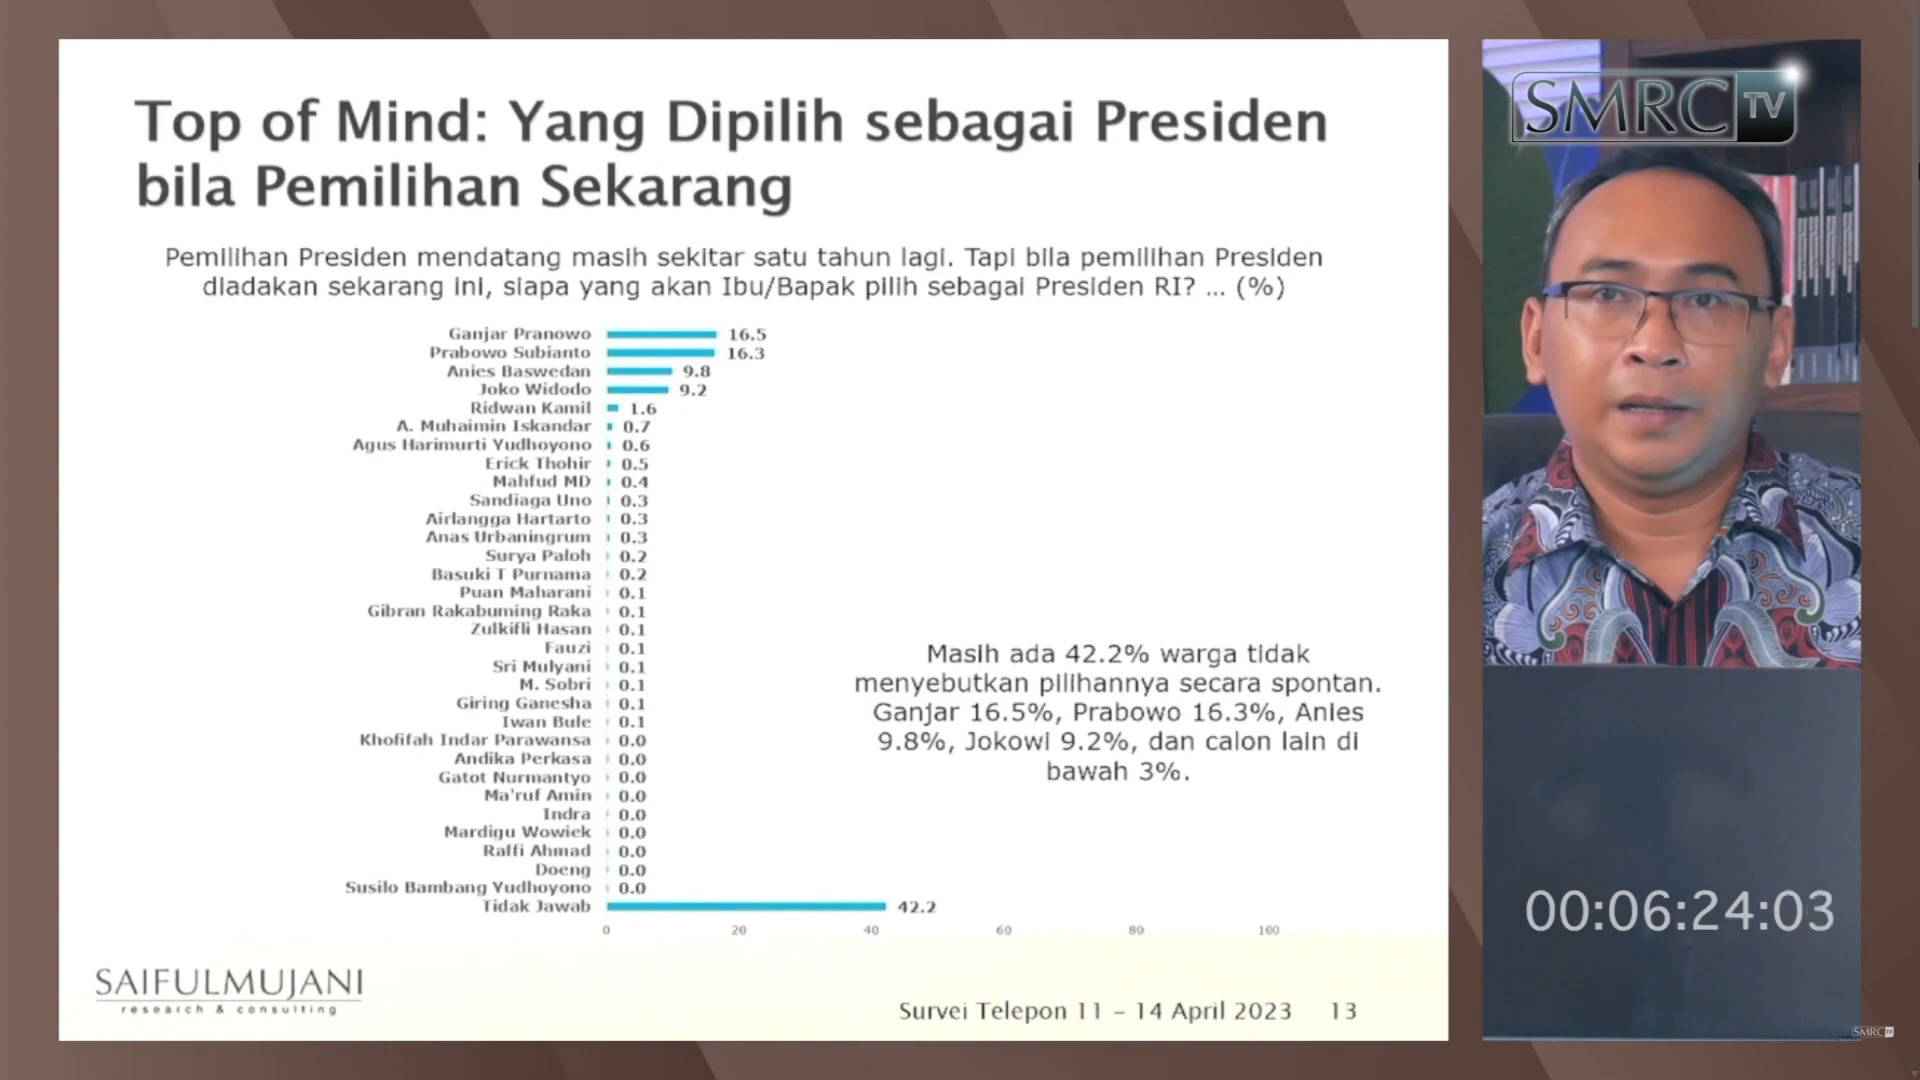 Top of Mind: Yang Dipilih sebagai Presiden
bila Pemilihan Sekarang
Pemilihan Presiden mendatang masih sekitar satu tahun lagi. Tapi bila pemilihan Presiden
diadakan sekarang ini, siapa yang akan Ibu/Bapak pilih sebagai Presiden RI? ... (%)
Ganjar Pranowo 16.5
Prabowo Subianto 16.3
Anies Baswedan 9.8
Joko Widodo 9.2
Ridwan Kamil 1.6
A. Muhaimin Iskandar 0.7
Agus Harimurti Yudhoyono 0.6
Erick Thohir 0.5
Mahfud MD 0.4
Sandiaga Uno 0.3
Airlangga Hartarto 0.3
Anas Urbaningrum 0.3
Surya Paloh 0.2
Basuki T Purnama 0.2
Puan Maharani 0.1
Gibran Rakabuming Raka 0.1
Zulkifli Hasan 0.1
Fauzi 0.1
Sri Mulyani 0.1
M. Sobri 0.1
Giring Ganesha 0.1
Iwan Bule 0.1
Khofifah Indar Parawansa 0.0
Andika Perkasa 0.0
Gatot Nurmantyo 0.0
Ma'ruf Amin 0.0
Indra 0.0
Mardigu Wowiek 0.0
Raffi Ahmad 0.0
Doeng 0.0
Susilo Bambang Yudhoyono 0.0
Tidak Jawab 42.2
0 20 40 60 80 100
Masih ada 42.2% warga tidak
menyebutkan pilihannya secara spontan.
Ganjar 16.5%, Prabowo 16.3%, Anies
9.8%, Jokowi 9.2%, dan calon lain di
bawah 3%.
SAIFULMUJANI
research & consulting
Survei Telepon 11 – 14 April 2023 13
SMRC TV
00:06:24:03
SMRC TV